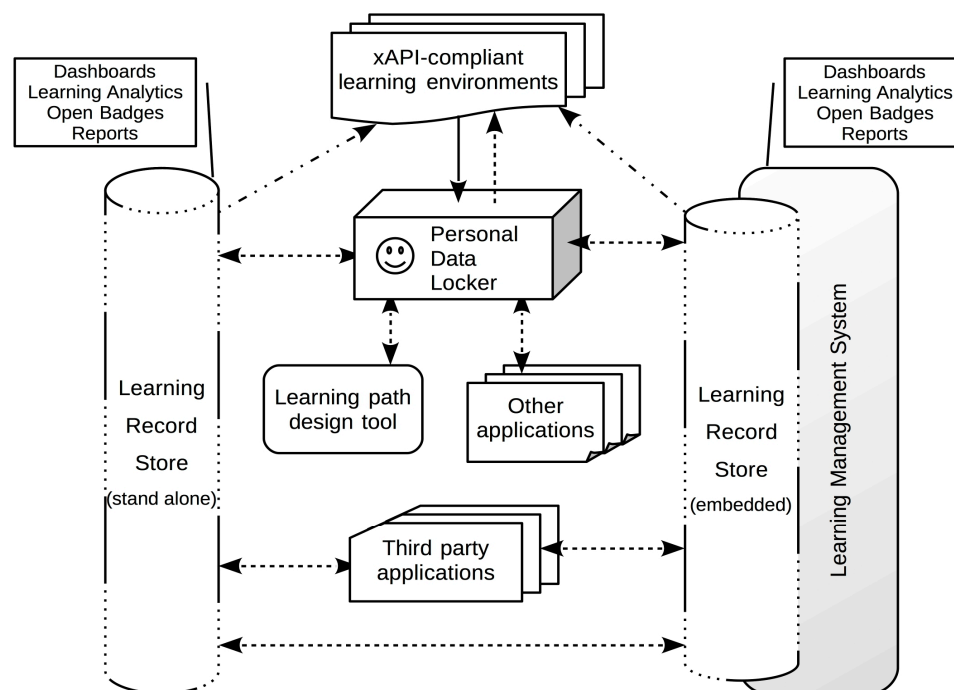 xAPI-compliant
learning environments
Dashboards
Learning Analytics
Open Badges
Reports
Dashboards
Learning Analytics
Open Badges
Reports
Personal
Data
Locker
Learning path
design tool
Other
applications
Learning
Record
Store
(stand alone)
Learning
Record
Store
(embedded)
Learning Management System
Third party
applications